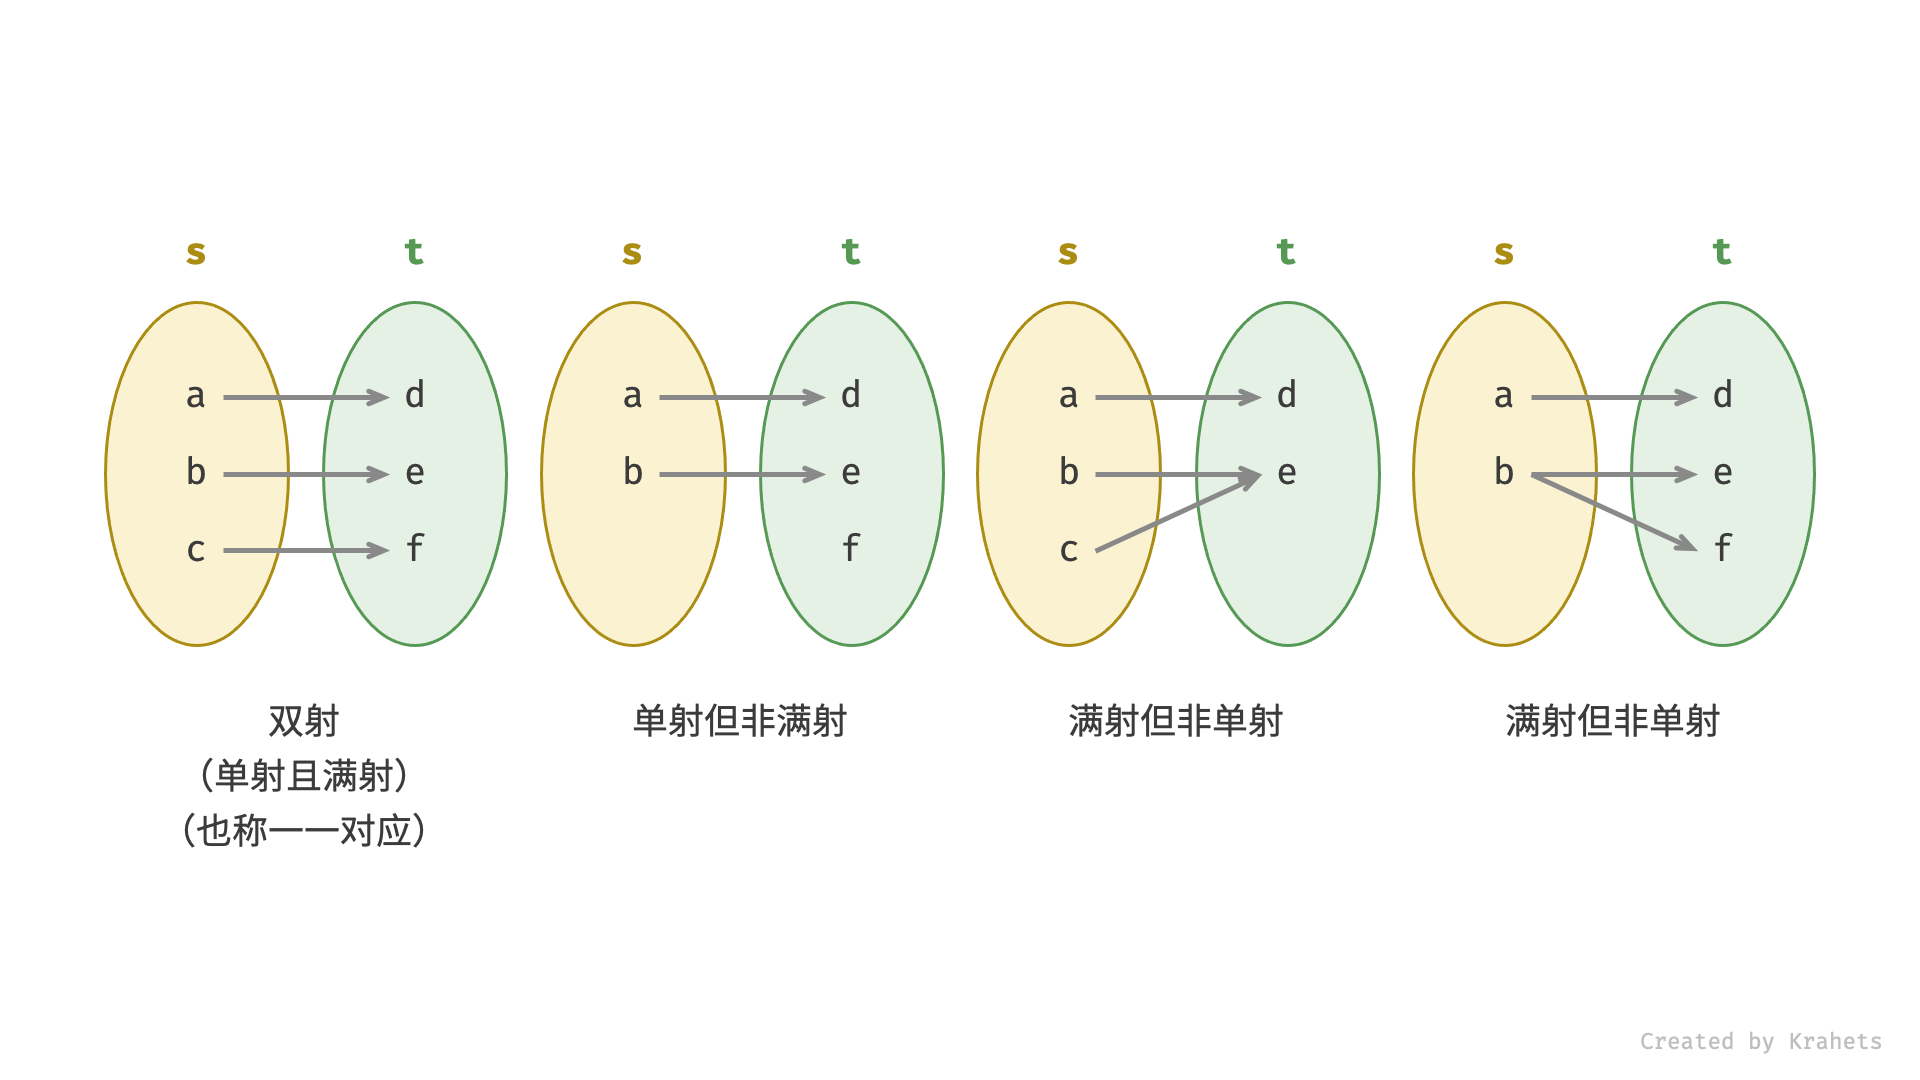 s t s t s t s t
a d a d a d a d
b e b e b e b e
c f f c f
双射 单射但非满射 满射但非单射 满射但非单射
（单射且满射）
（也称一一对应）
Created by Krahets